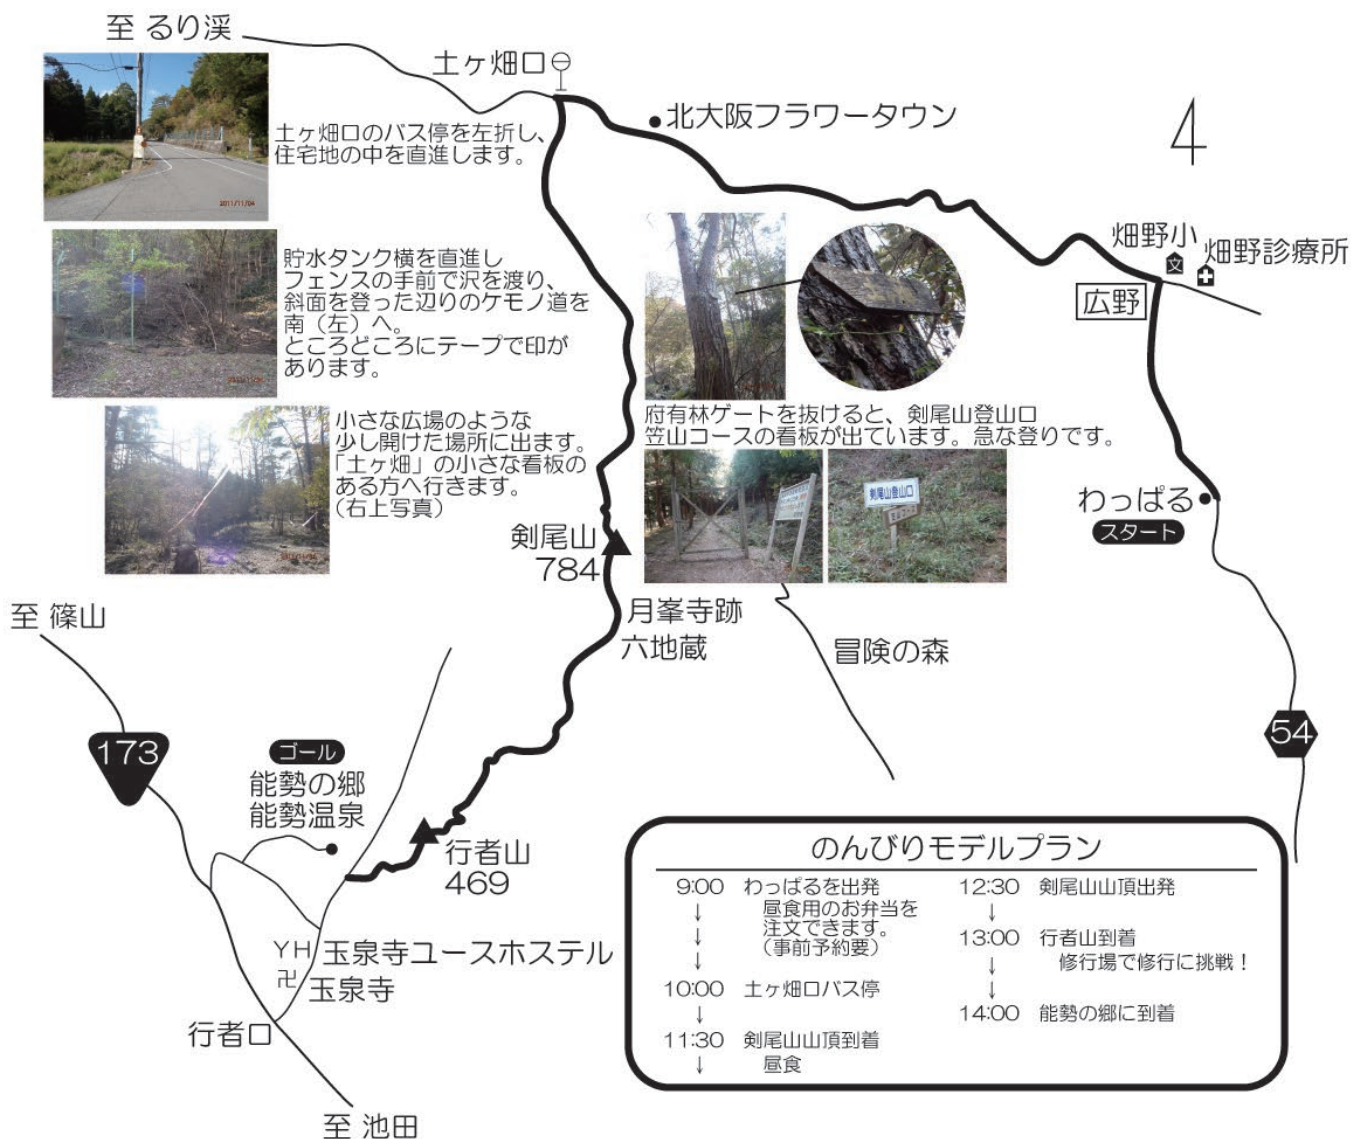 至 るり渓
土ヶ畑口
北大阪フラワータウン
4
土ヶ畑口のバス停を左折し、
住宅地の中を直進します。
2011/11/04
貯水タンク横を直進し
フェンスの手前で沢を渡り、
斜面を登った辺りのケモノ道を
南（左）へ。
ところどころにテープで印が
あります。
小さな広場のような
少し開けた場所に出ます。
「土ヶ畑」の小さな看板の
ある方へ行きます。
（右上写真）
畑野小
文
畑野診療所
広野
府有林ゲートを抜けると、剣尾山登山口
笠山コースの看板が出ています。急な登りです。
剣尾山登山口
わっぱる
スタート
剣尾山
784
月峯寺跡
六地蔵
冒険の森
至 篠山
173
54
ゴール
能勢の郷
能勢温泉
行者山
469
YH 玉泉寺ユースホステル
卍 玉泉寺
行者口
至 池田
のんびりモデルプラン
9:00 わっぱるを出発
↓ 昼食用のお弁当を
↓ 注文できます。
↓ （事前予約要）
10:00 土ヶ畑口バス停
↓
11:30 剣尾山山頂到着
↓ 昼食
12:30 剣尾山山頂出発
↓
13:00 行者山到着
↓ 修行場で修行に挑戦！
↓
14:00 能勢の郷に到着